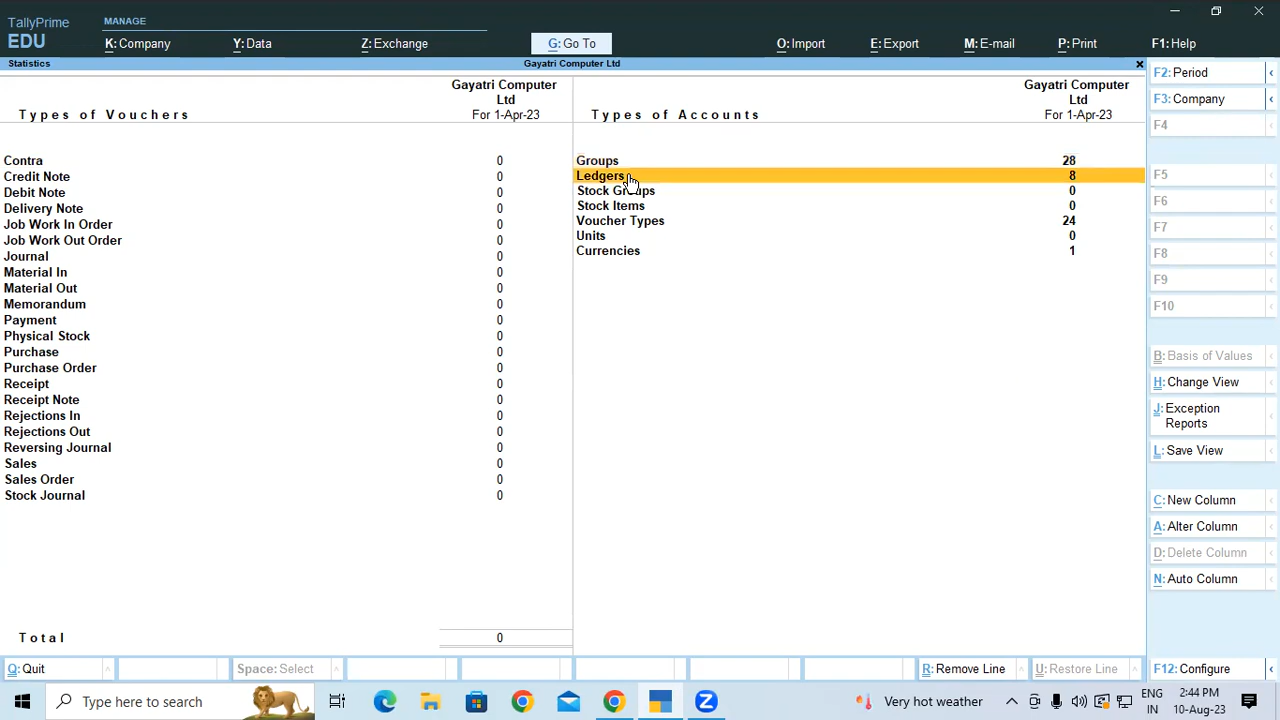 TallyPrime
EDU
MANAGE
K: Company
Y: Data
Z: Exchange
G: Go To
O: Import
E: Export
M: E-mail
P: Print
F1: Help
Statistics
Gayatri Computer Ltd
Types of Vouchers
Gayatri Computer
Ltd
For 1-Apr-23
Contra 0
Credit Note 0
Debit Note 0
Delivery Note 0
Job Work In Order 0
Job Work Out Order 0
Journal 0
Material In 0
Material Out 0
Memorandum 0
Payment 0
Physical Stock 0
Purchase 0
Purchase Order 0
Receipt 0
Receipt Note 0
Rejections In 0
Rejections Out 0
Reversing Journal 0
Sales 0
Sales Order 0
Stock Journal 0
Total 0
Types of Accounts
Gayatri Computer
Ltd
For 1-Apr-23
Groups 28
Ledgers 8
Stock Groups 0
Stock Items 0
Voucher Types 24
Units 0
Currencies 1
F2: Period
F3: Company
F4
F5
F6
F7
F8
F9
F10
B: Basis of Values
H: Change View
J: Exception
Reports
L: Save View
C: New Column
A: Alter Column
D: Delete Column
N: Auto Column
Q: Quit
Space: Select
R: Remove Line
U: Restore Line
F12: Configure
Type here to search
Very hot weather
ENG
IN
2:44 PM
10-Aug-23